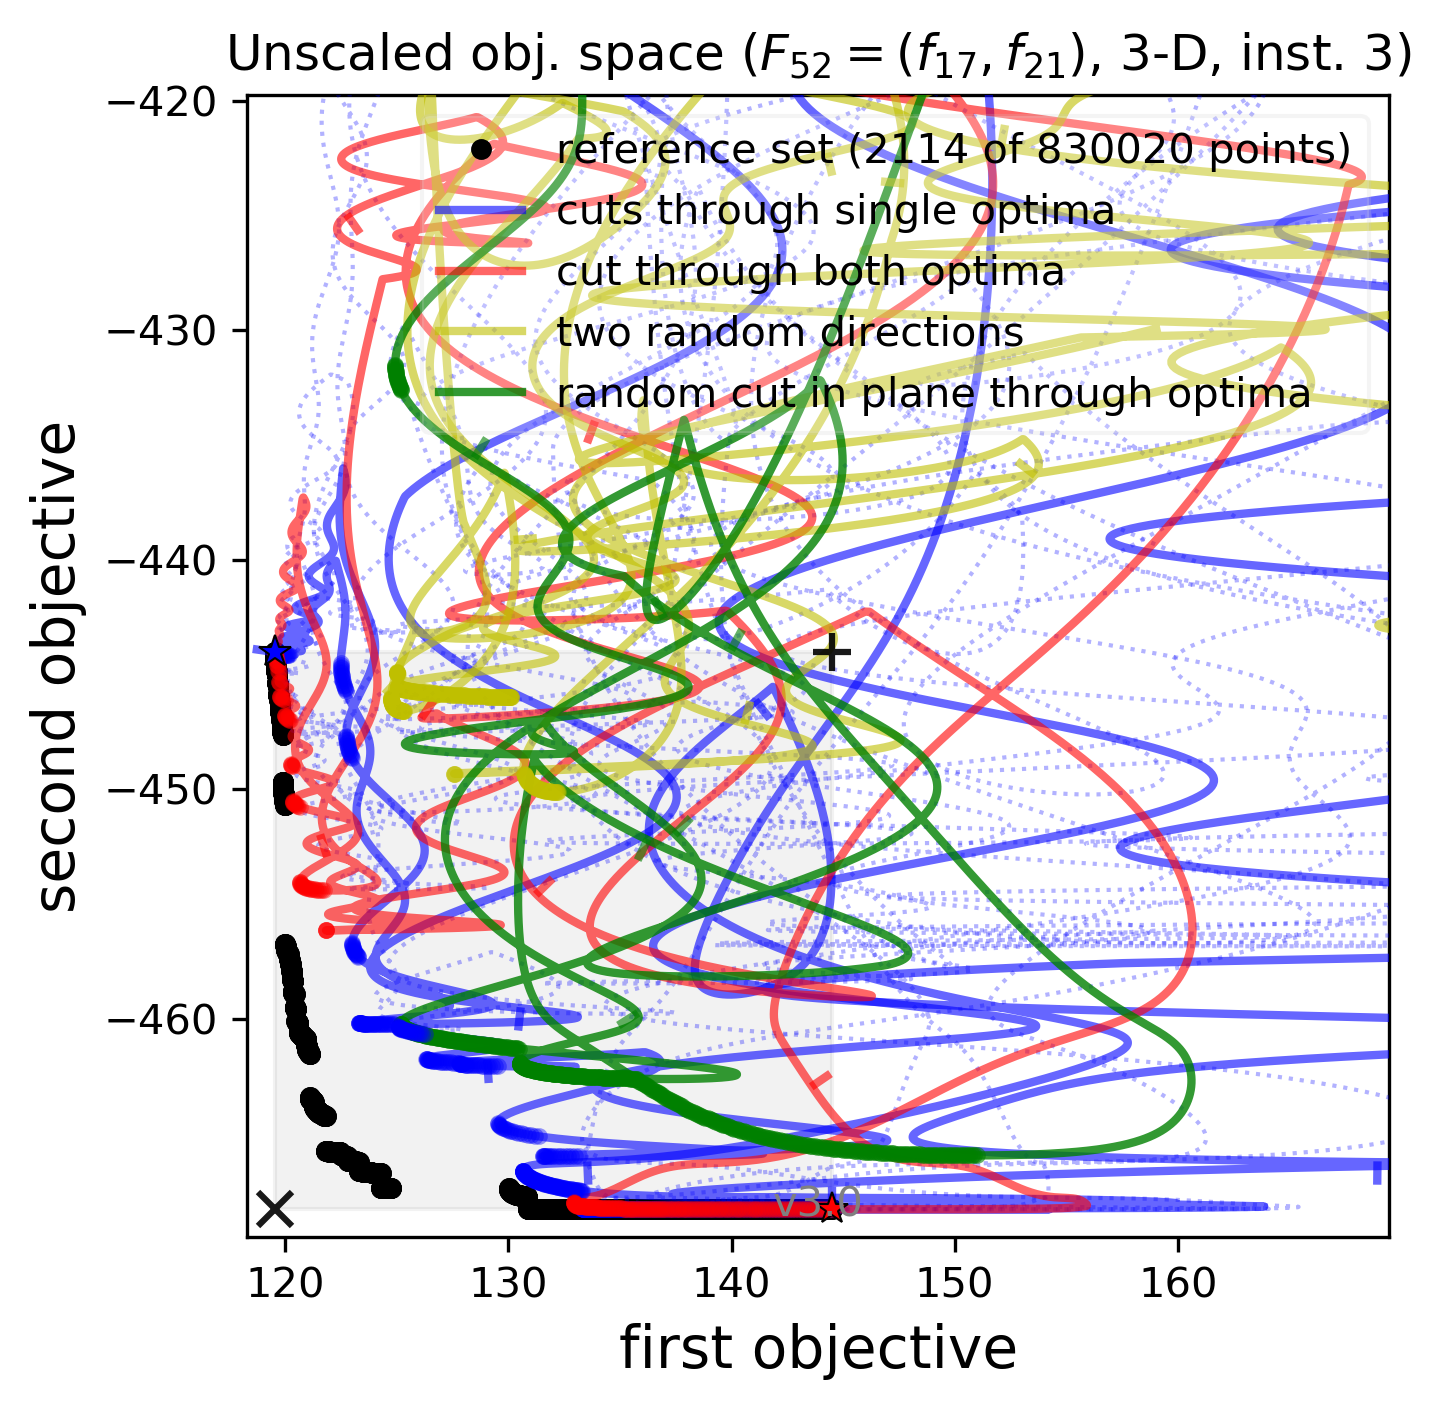 Unscaled obj. space (F₅₂ = (f₁₇, f₂₁), 3-D, inst. 3)
reference set (2114 of 830020 points)
cuts through single optima
cut through both optima
two random directions
random cut in plane through optima
second objective
−420
−430
−440
−450
−460
v3.0
120 130 140 150 160
first objective